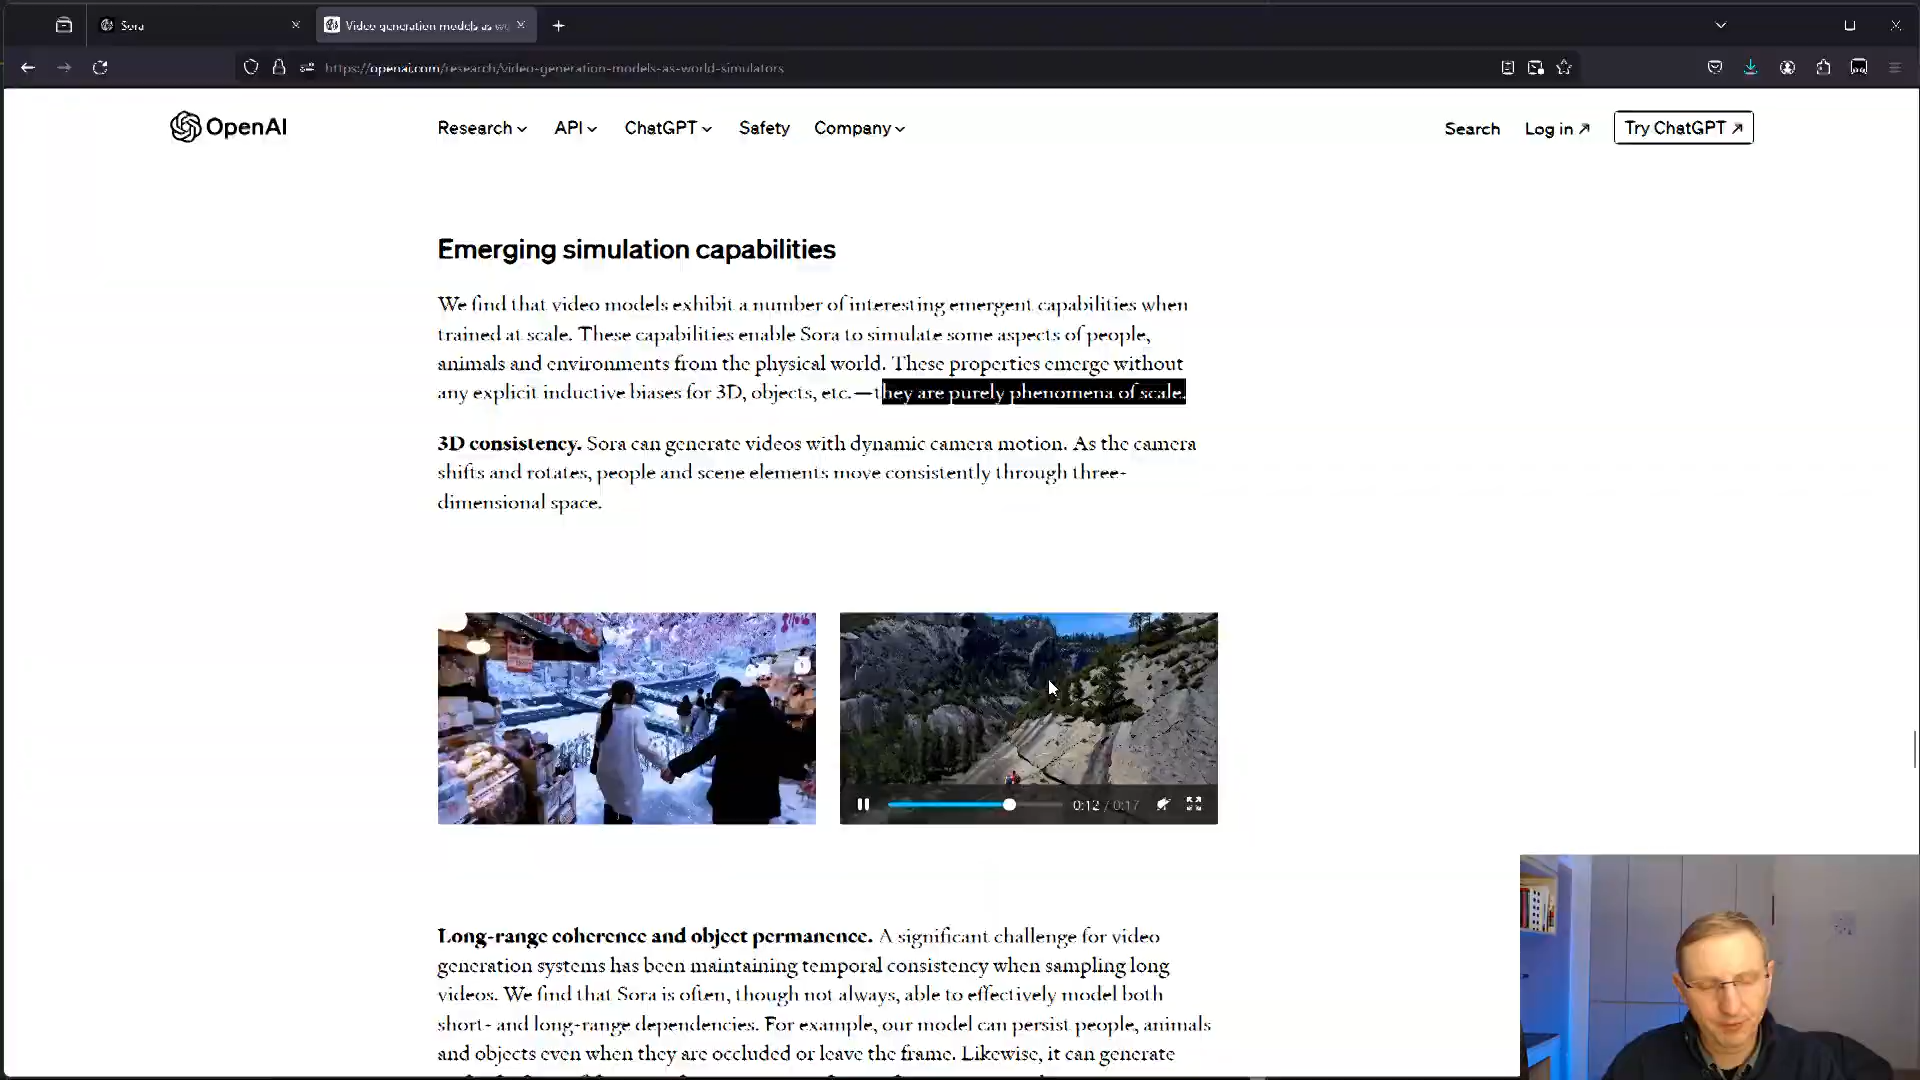 Sora
Video generation models as wo
https://openai.com/research/video-generation-models-as-world-simulators
OpenAI
Research
API
ChatGPT
Safety
Company
Search
Log in
Try ChatGPT
Emerging simulation capabilities
We find that video models exhibit a number of interesting emergent capabilities when
trained at scale. These capabilities enable Sora to simulate some aspects of people,
animals and environments from the physical world. These properties emerge without
any explicit inductive biases for 3D, objects, etc.—they are purely phenomena of scale.
3D consistency. Sora can generate videos with dynamic camera motion. As the camera
shifts and rotates, people and scene elements move consistently through three-
dimensional space.
0:12 / 0:17
Long-range coherence and object permanence. A significant challenge for video
generation systems has been maintaining temporal consistency when sampling long
videos. We find that Sora is often, though not always, able to effectively model both
short- and long-range dependencies. For example, our model can persist people, animals
and objects even when they are occluded or leave the frame. Likewise, it can generate